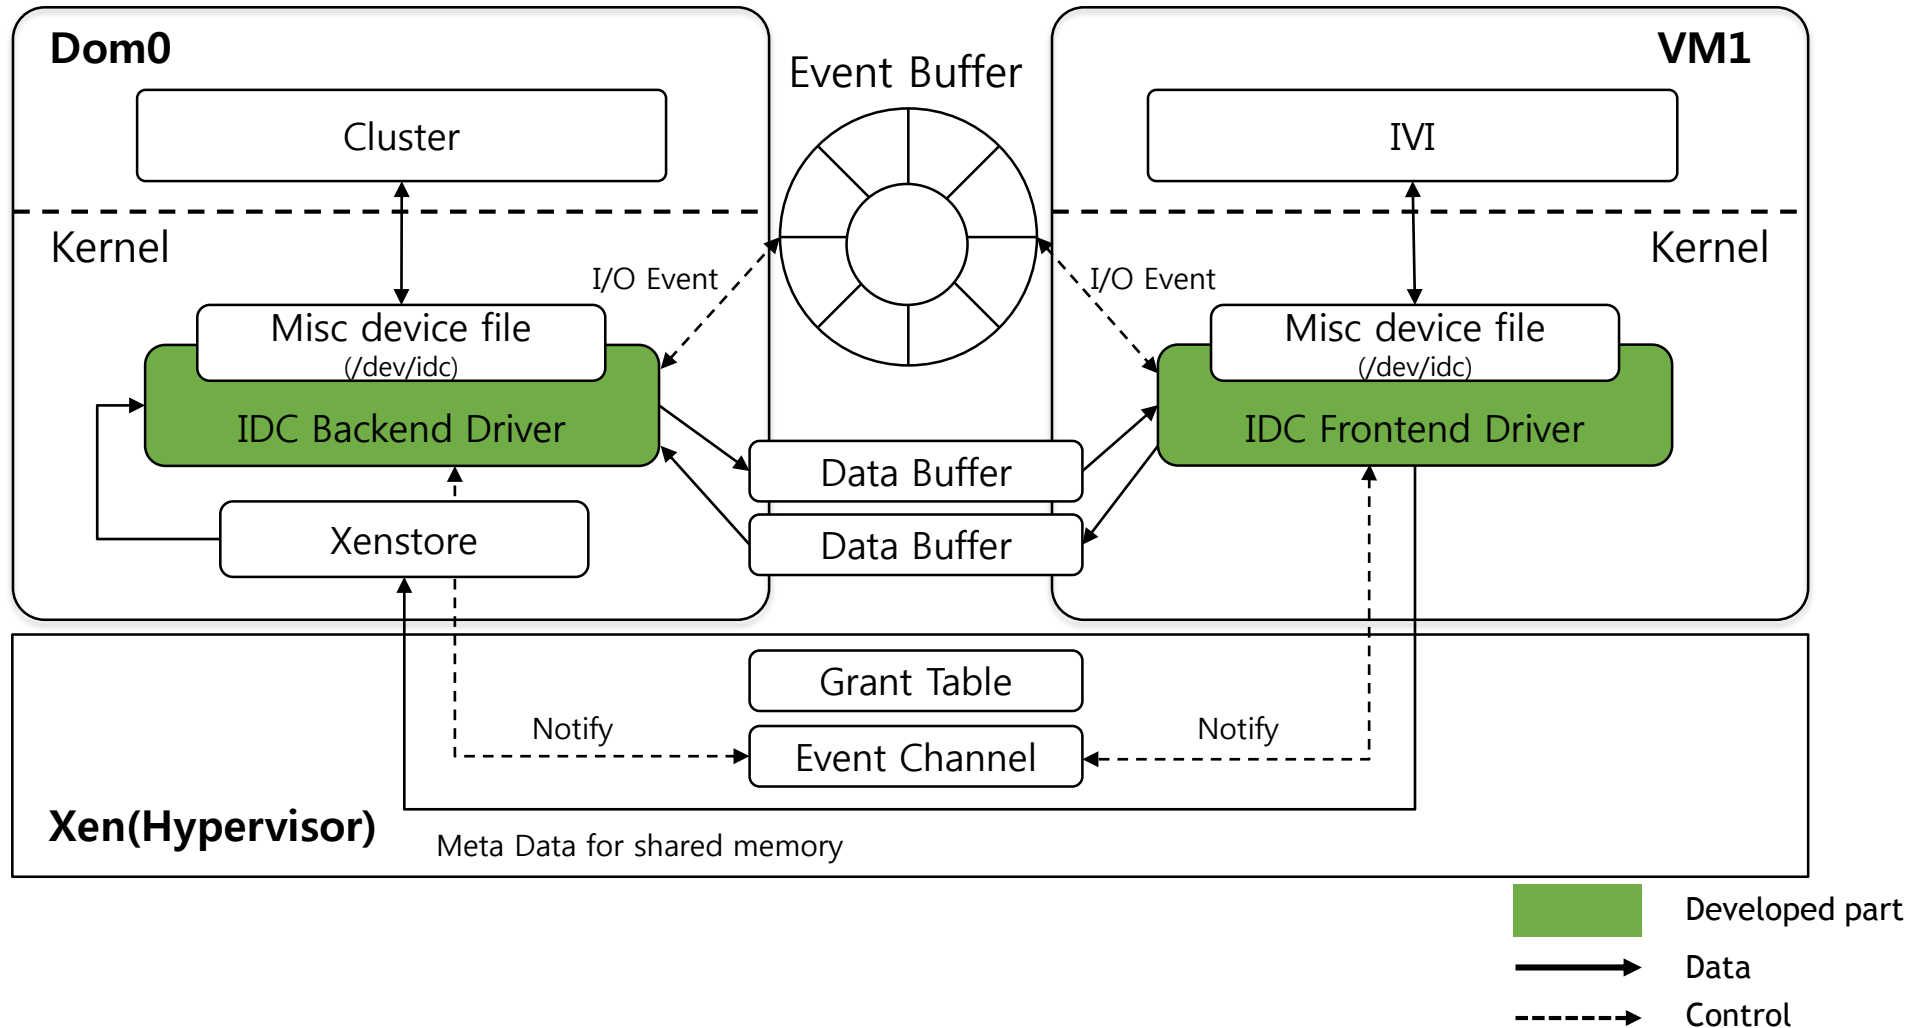 Dom0
VM1
Event Buffer
Cluster
IVI
Kernel
Kernel
I/O Event
I/O Event
Misc device file
(/dev/idc)
Misc device file
(/dev/idc)
IDC Backend Driver
IDC Frontend Driver
Data Buffer
Xenstore
Data Buffer
Grant Table
Notify
Notify
Event Channel
Xen(Hypervisor)
Meta Data for shared memory
Developed part
Data
Control